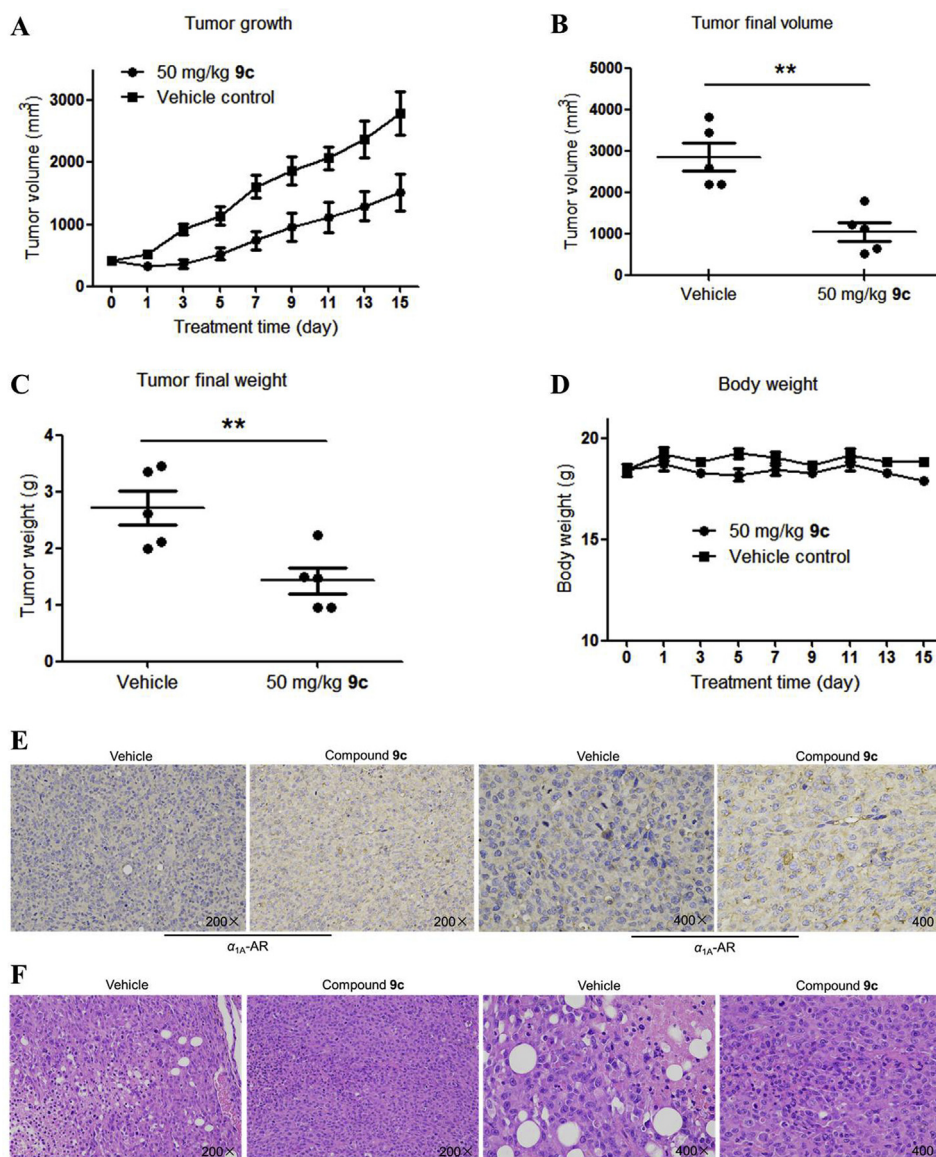 A
Tumor growth
50 mg/kg 9c
Vehicle control
Tumor volume (mm3)
3000
2000
1000
0
0 1 3 5 7 9 11 13 15
Treatment time (day)
B
Tumor final volume
**
Tumor volume (mm3)
5000
4000
3000
2000
1000
0
Vehicle 50 mg/kg 9c
C
Tumor final weight
**
Tumor weight (g)
4
3
2
1
0
Vehicle 50 mg/kg 9c
D
Body weight
Body weight (g)
20
15
10
50 mg/kg 9c
Vehicle control
0 1 3 5 7 9 11 13 15
Treatment time (day)
E
Vehicle Compound 9c Vehicle Compound 9c
200× 200× 400× 400
α1A-AR α1A-AR
F
Vehicle Compound 9c Vehicle Compound 9c
200× 200× 400× 400